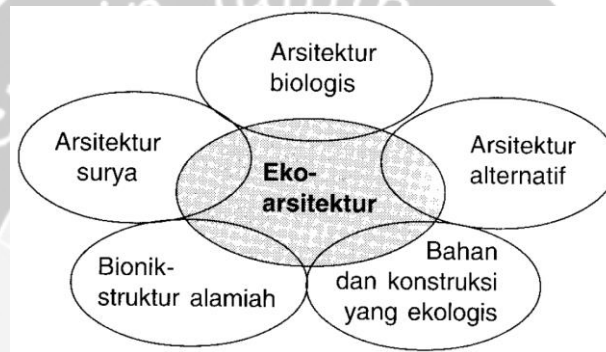 Arsitektur
biologis
Arsitektur
surya
Eko-
arsitektur
Arsitektur
alternatif
Bionik-
struktur alamiah
Bahan
dan konstruksi
yang ekologis